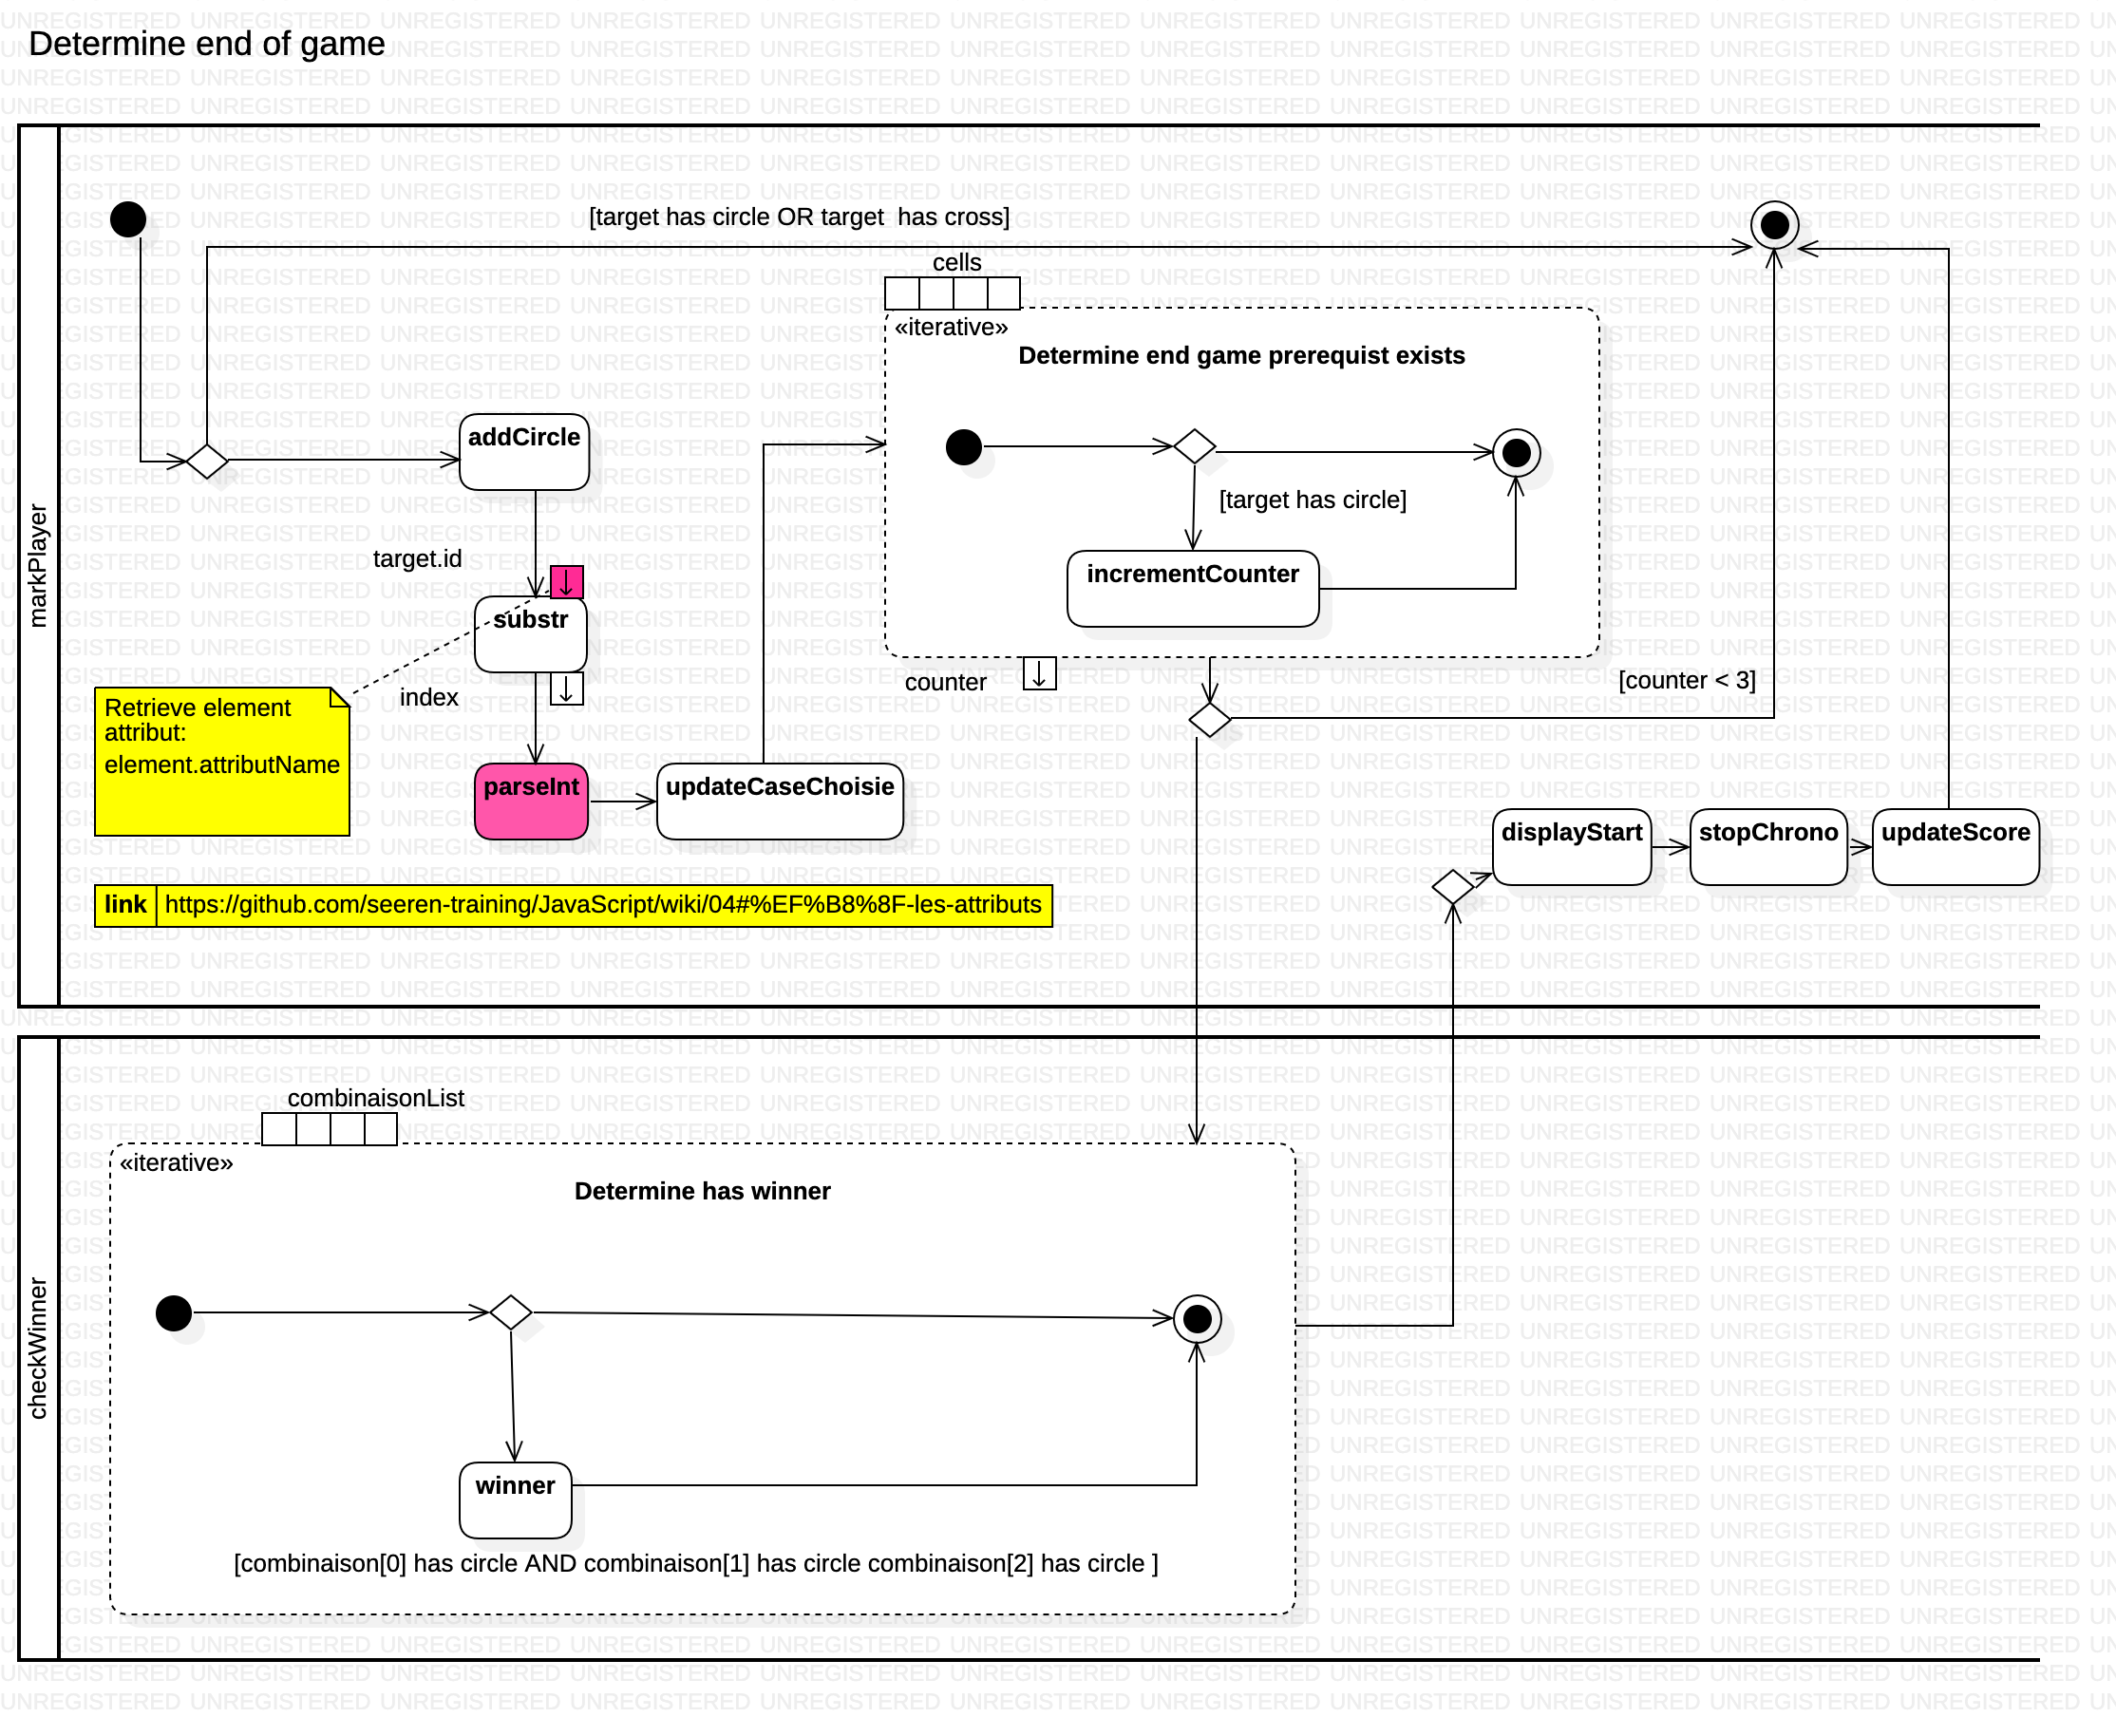 Determine end of game
markPlayer
[target has circle OR target  has cross]
cells
«iterative»
Determine end game prerequist exists
addCircle
[target has circle]
target.id
incrementCounter
substr
counter
[counter < 3]
index
Retrieve element
attribut:
element.attributName
parseInt
updateCaseChoisie
displayStart
stopChrono
updateScore
link
https://github.com/seeren-training/JavaScript/wiki/04#%EF%B8%8F-les-attributs
checkWinner
combinaisonList
«iterative»
Determine has winner
winner
[combinaison[0] has circle AND combinaison[1] has circle combinaison[2] has circle ]
UNREGISTERED